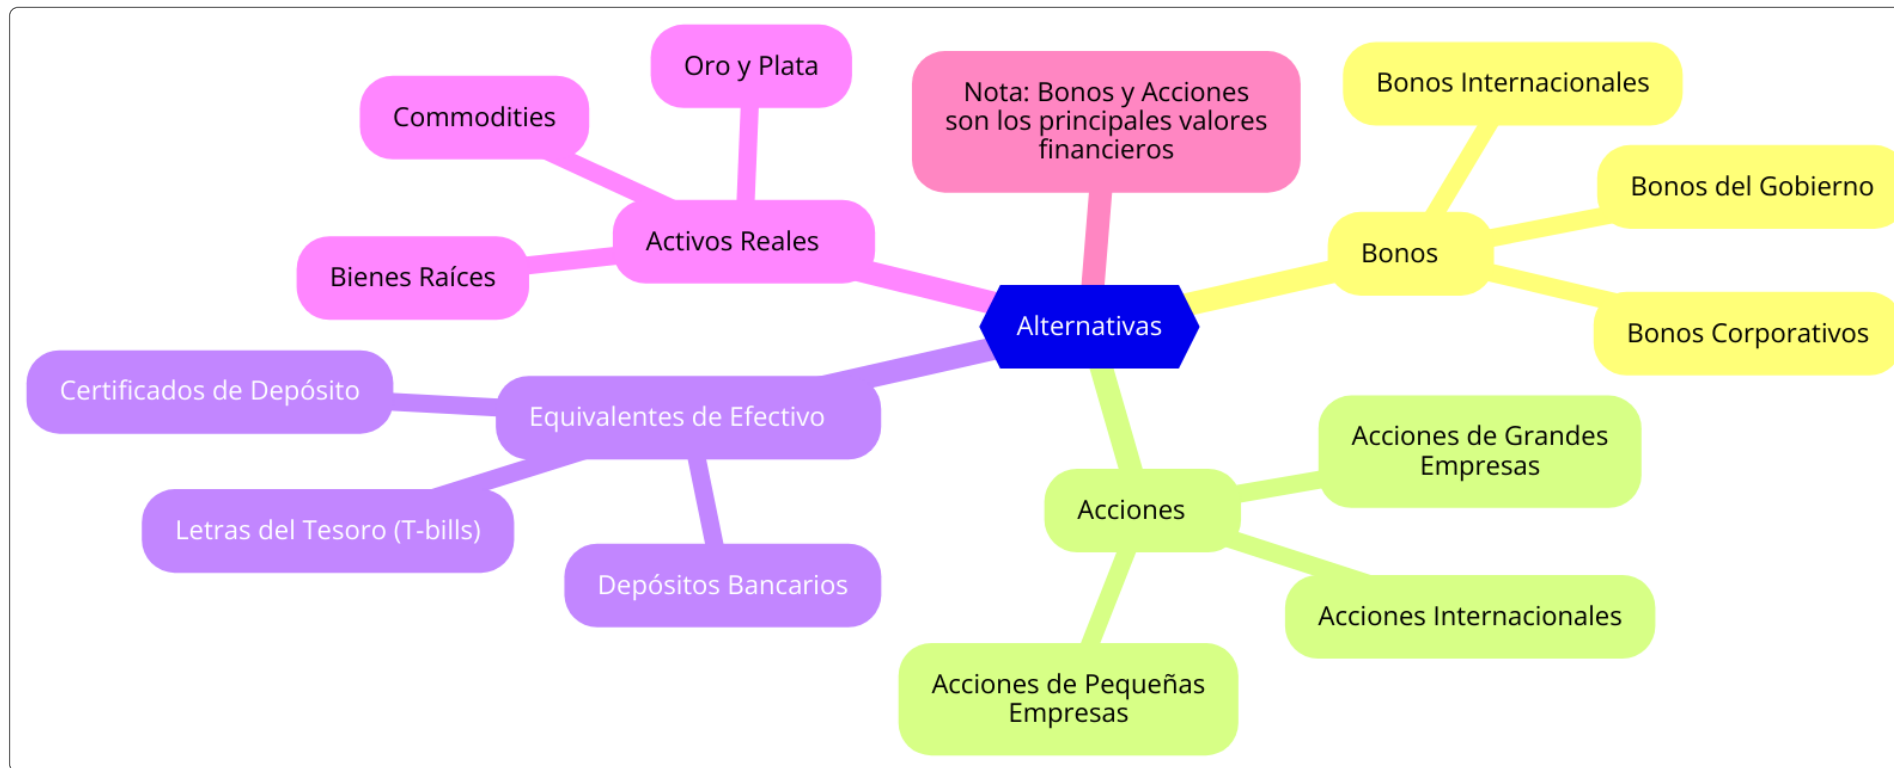 Oro y Plata
Commodities
Activos Reales
Bienes Raíces
Nota: Bonos y Acciones
son los principales valores
financieros
Bonos Internacionales
Bonos del Gobierno
Bonos
Bonos Corporativos
Alternativas
Certificados de Depósito
Equivalentes de Efectivo
Letras del Tesoro (T-bills)
Depósitos Bancarios
Acciones de Grandes
Empresas
Acciones
Acciones Internacionales
Acciones de Pequeñas
Empresas